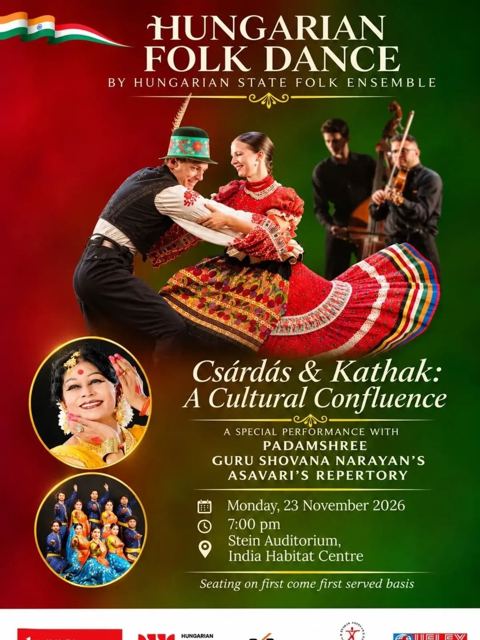 HUNGARIAN
FOLK DANCE
BY HUNGARIAN STATE FOLK ENSEMBLE
Csárdás & Kathak:
A Cultural Confluence
A SPECIAL PERFORMANCE WITH
PADAMSHREE
GURU SHOVANA NARAYAN'S
ASAVARI'S REPERTORY
Monday, 23 November 2026
7:00 pm
Stein Auditorium,
India Habitat Centre
Seating on first come first served basis
HUNGARIAN